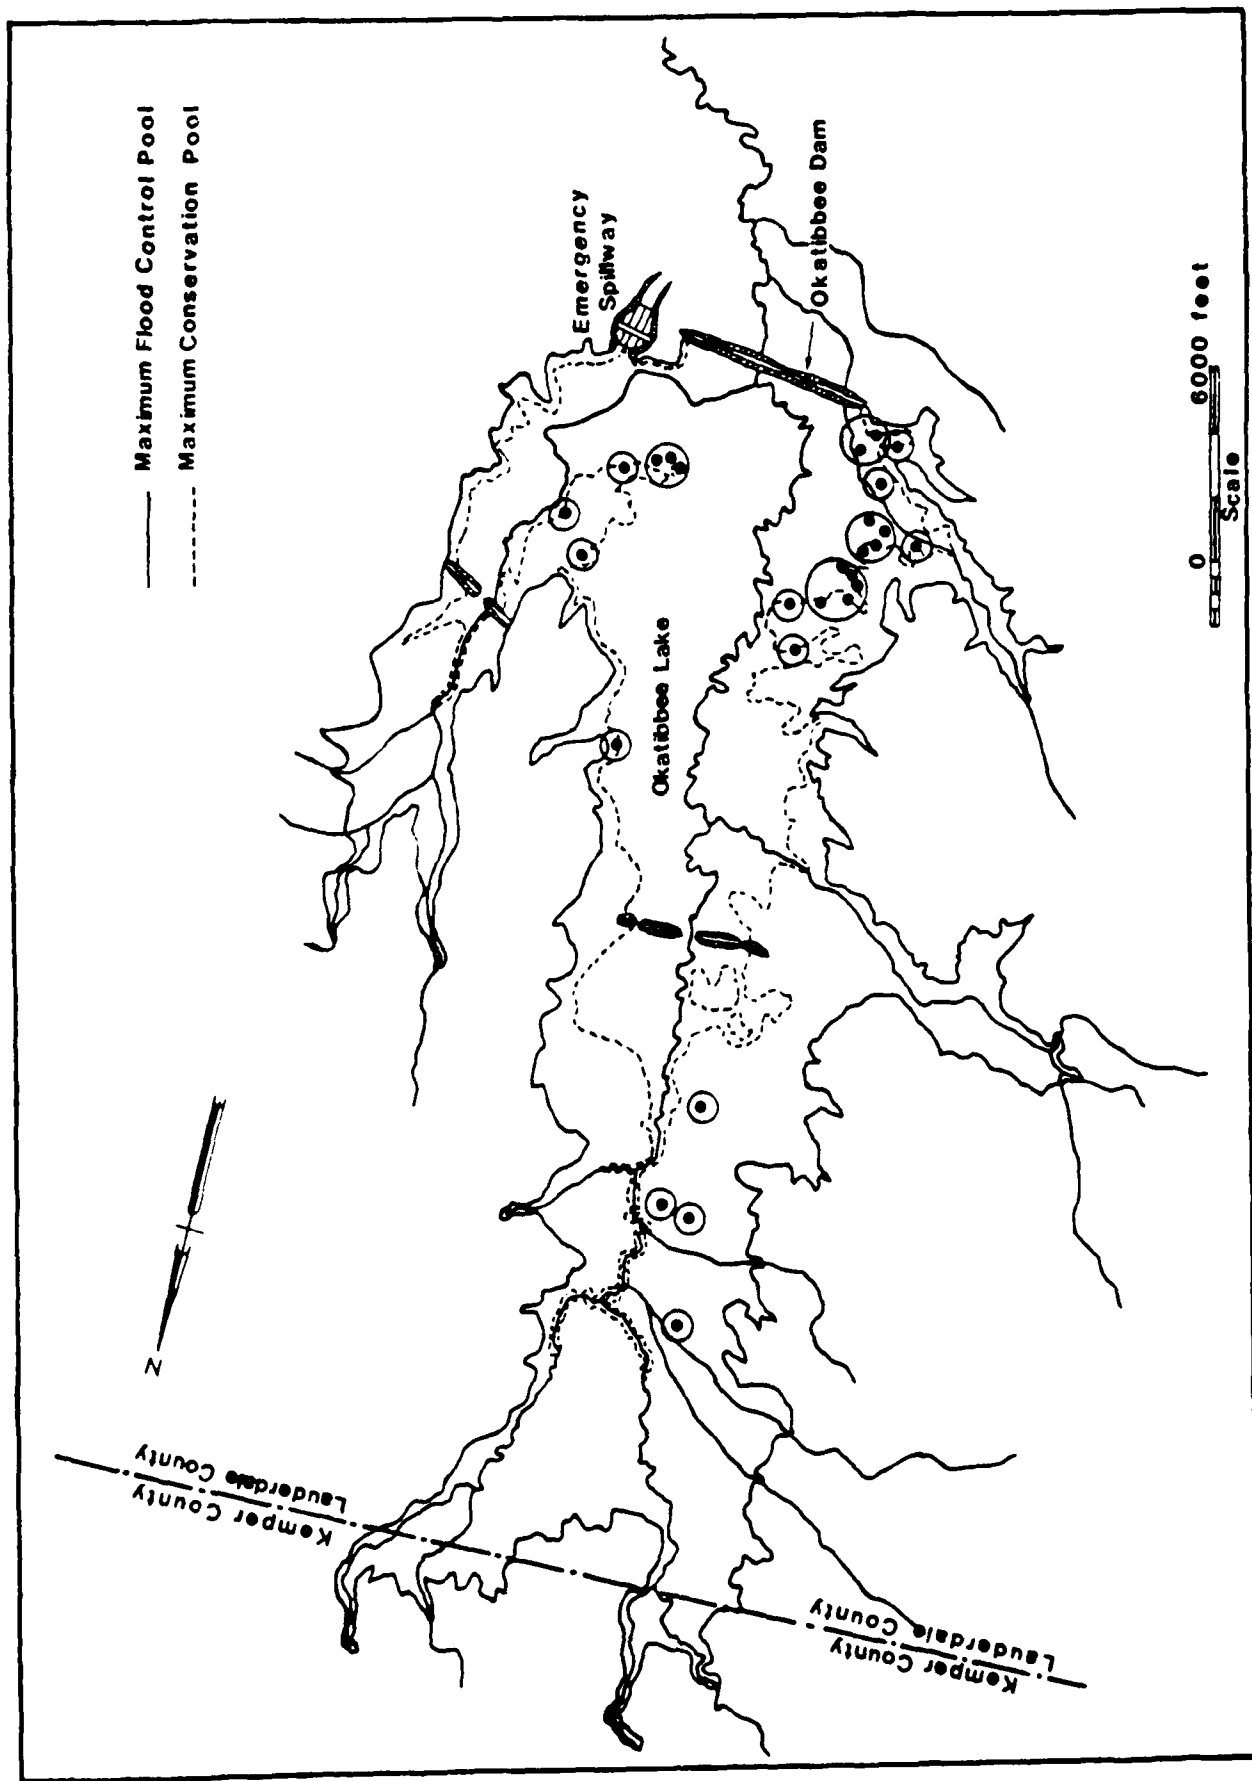 Maximum Flood Control Pool
Maximum Conservation Pool
Emergency
Spillway
Okatibbee Dam
Okatibbee Lake
0 6000 feet
Scale
N
Lauderdale County
Kemper County
Lauderdale County
Kemper County